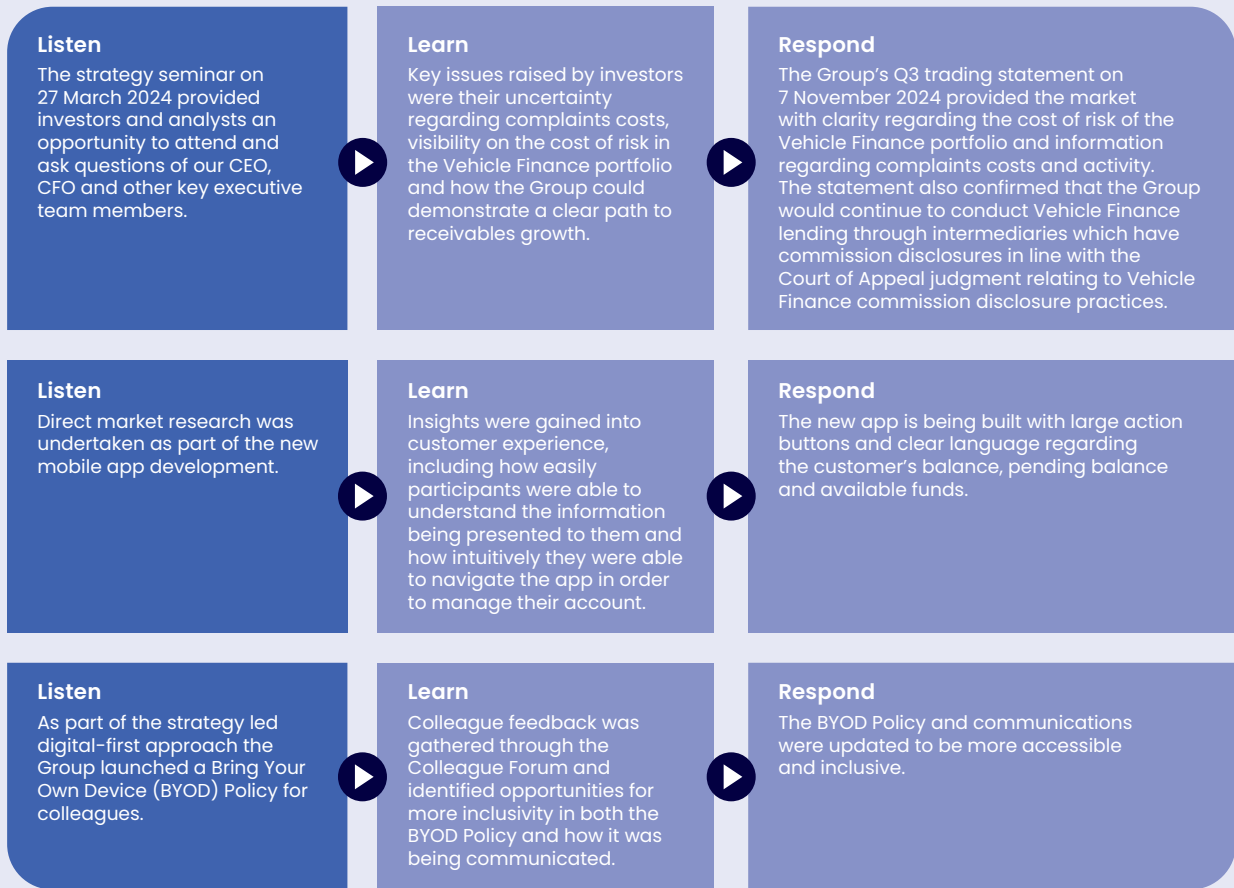 Listen
The strategy seminar on
27 March 2024 provided
investors and analysts an
opportunity to attend and
ask questions of our CEO,
CFO and other key executive
team members.
Learn
Key issues raised by investors
were their uncertainty
regarding complaints costs,
visibility on the cost of risk in
the Vehicle Finance portfolio
and how the Group could
demonstrate a clear path to
receivables growth.
Respond
The Group’s Q3 trading statement on
7 November 2024 provided the market
with clarity regarding the cost of risk of the
Vehicle Finance portfolio and information
regarding complaints costs and activity.
The statement also confirmed that the Group
would continue to conduct Vehicle Finance
lending through intermediaries which have
commission disclosures in line with the
Court of Appeal judgment relating to Vehicle
Finance commission disclosure practices.
Listen
Direct market research was
undertaken as part of the new
mobile app development.
Learn
Insights were gained into
customer experience,
including how easily
participants were able to
understand the information
being presented to them and
how intuitively they were able
to navigate the app in order
to manage their account.
Respond
The new app is being built with large action
buttons and clear language regarding
the customer’s balance, pending balance
and available funds.
Listen
As part of the strategy led
digital-first approach the
Group launched a Bring Your
Own Device (BYOD) Policy for
colleagues.
Learn
Colleague feedback was
gathered through the
Colleague Forum and
identified opportunities for
more inclusivity in both the
BYOD Policy and how it was
being communicated.
Respond
The BYOD Policy and communications
were updated to be more accessible
and inclusive.